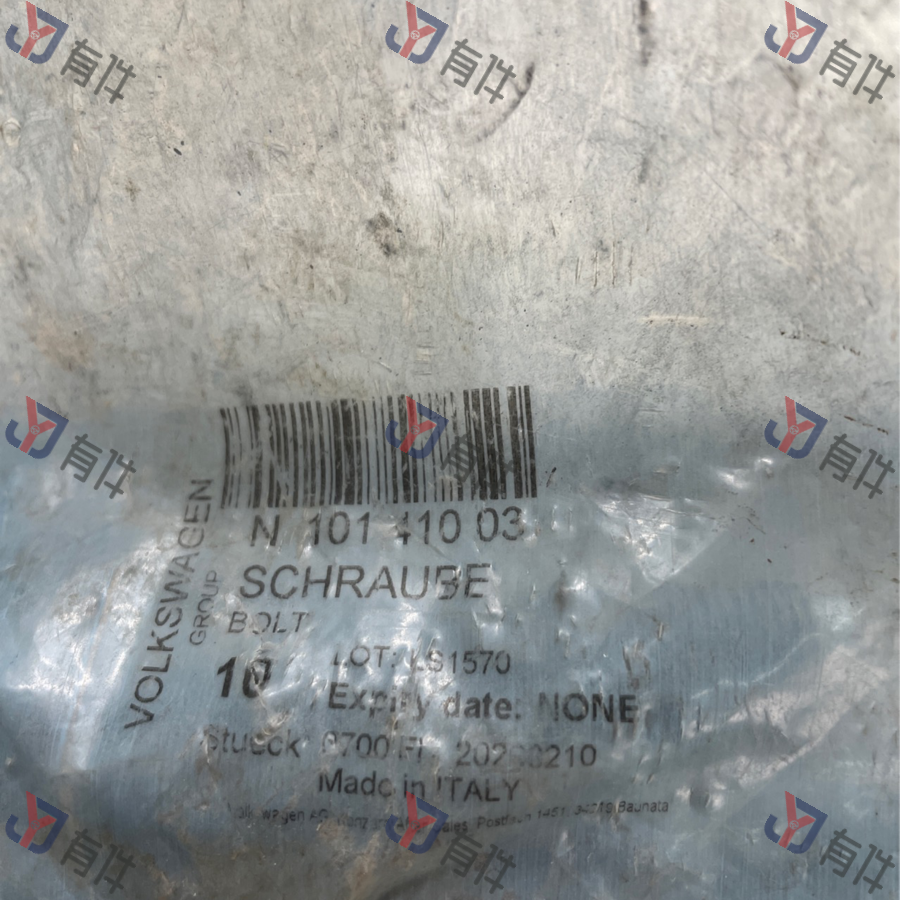 N 101 410 03
SCHRAUBE
BOLT
VOLKSWAGEN
GROUP
10
LOT: LS1570
Expiry date: NONE
Stueck
Made in ITALY
Baunata
有件
有件
有件
有件
有件
有件
有件
有件
有件